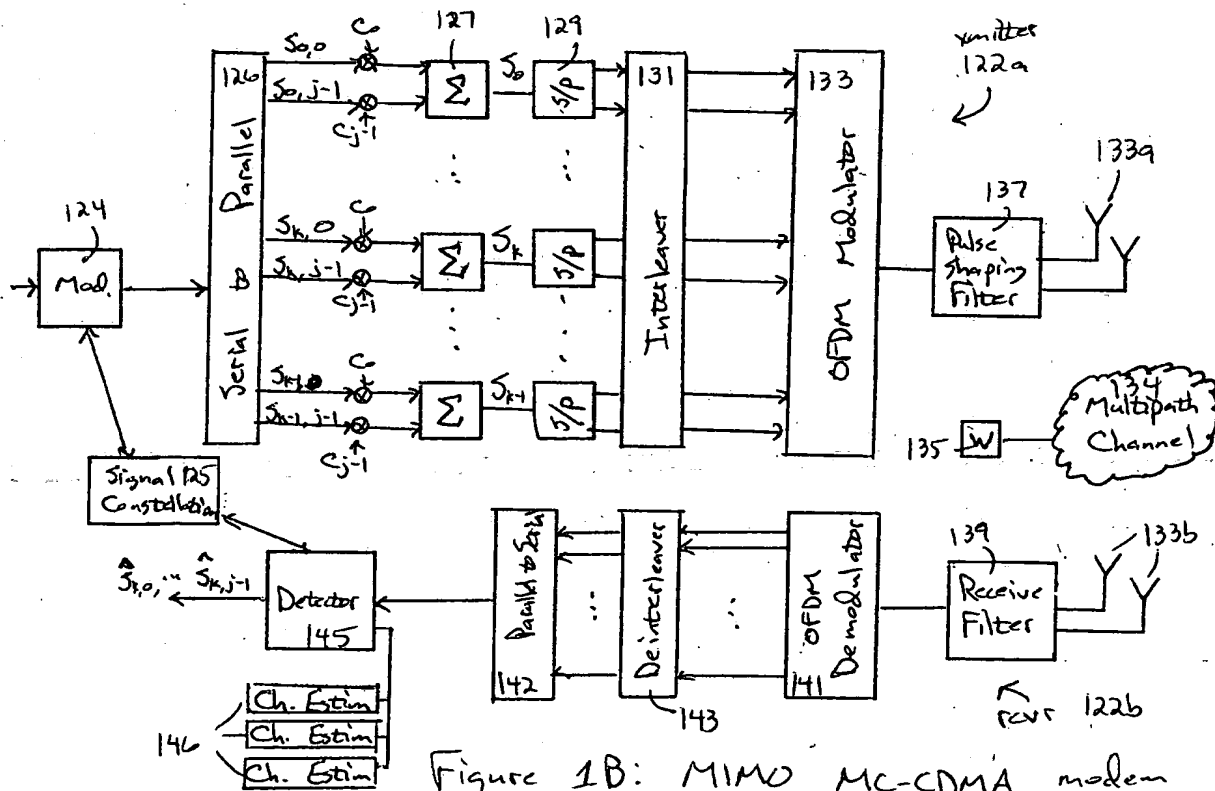 127
129
xmitter
122a
126
Serial to Parallel
S0,0
C0
S0,j-1
Cj-1
Σ
S0
S/P
131
Interleaver
133
OFDM Modulator
...
...
124
Mod.
Sk,0
C0
Sk,j-1
Cj-1
Σ
Sk
S/P
...
...
137
Pulse
Shaping
Filter
133a
Sk-1,0
C0
Sk-1,j-1
Cj-1
Σ
Sk-1
S/P
135
W
134
Multipath
Channel
Signal 125
Constellation
Ŝk,0,... Ŝk,j-1
Detector
145
Parallel to Serial
142
...
Deinterleaver
143
...
OFDM
Demodulator
141
139
Receive
Filter
133b
rcvr 122b
146
Ch. Estim
Ch. Estim
Ch. Estim
Figure 1B: MIMO MC-CDMA modem